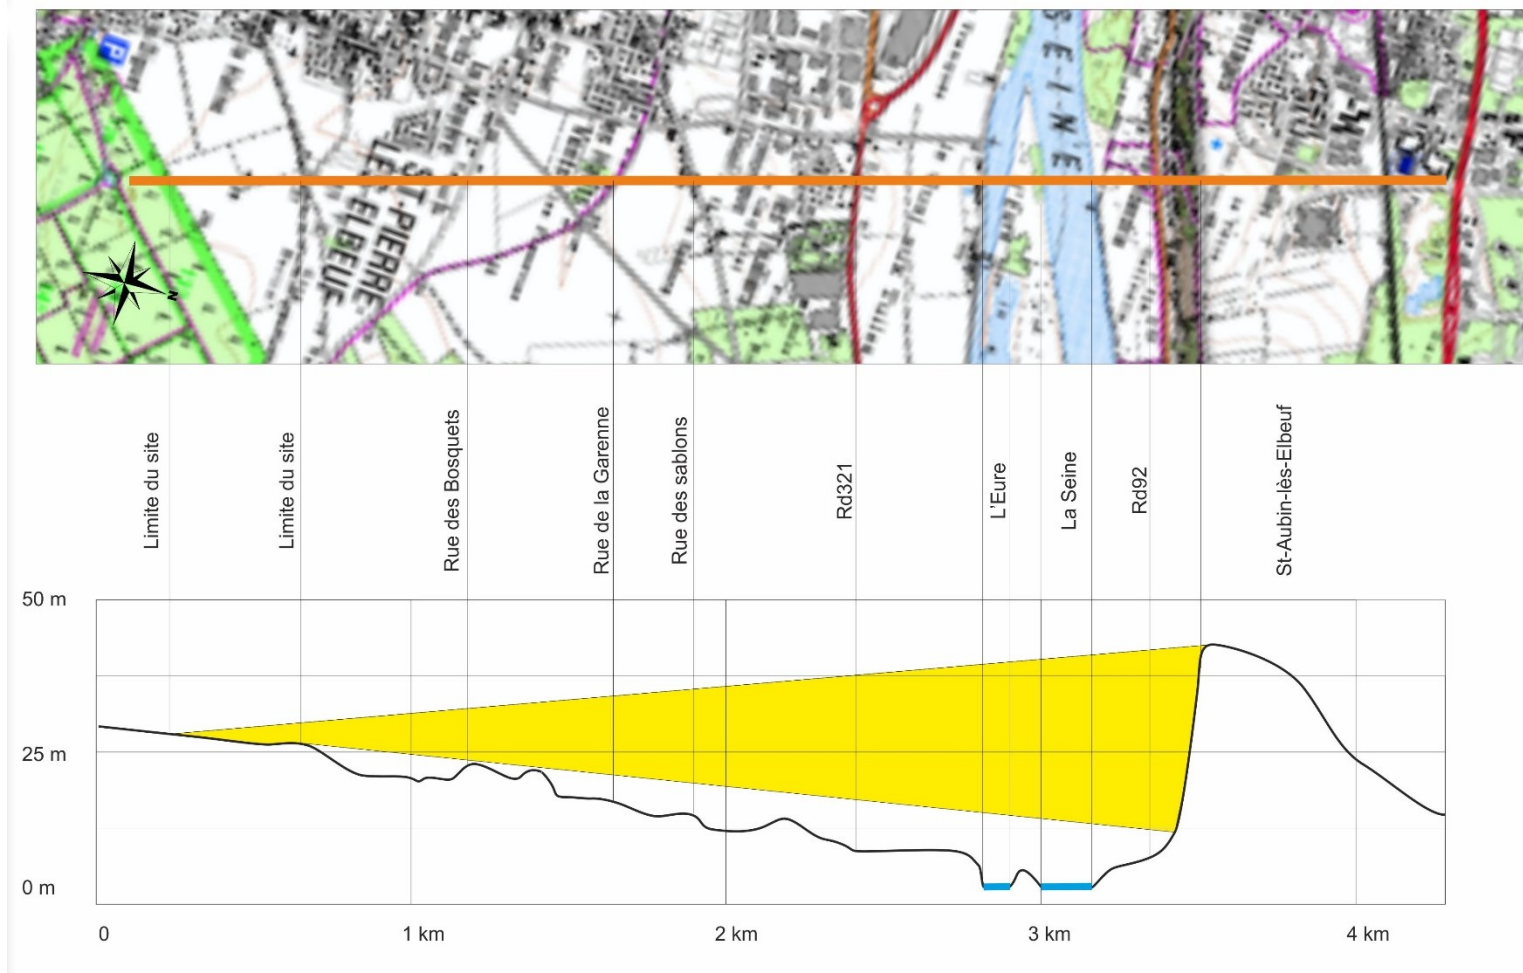 P
S-E-I-N-E
ST-PIERRE-
LES-ELBEUF
N
Limite du site
Limite du site
Rue des Bosquets
Rue de la Garenne
Rue des sablons
Rd321
L'Eure
La Seine
Rd92
St-Aubin-lès-Elbeuf
50 m
25 m
0 m
0
1 km
2 km
3 km
4 km